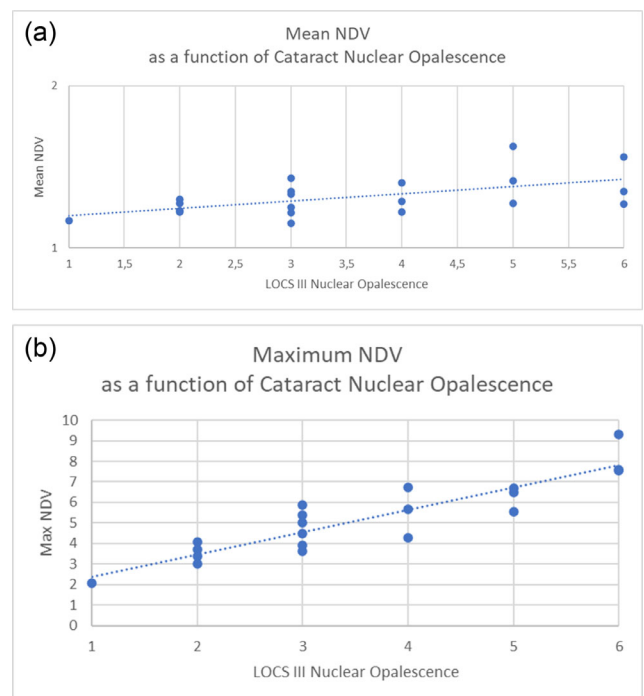 (a)
Mean NDV
as a function of Cataract Nuclear Opalescence
2
Mean NDV
1
1 1,5 2 2,5 3 3,5 4 4,5 5 5,5 6
LOCS III Nuclear Opalescence
(b)
Maximum NDV
as a function of Cataract Nuclear Opalescence
10
9
8
7
6
5
4
3
2
1
0
Max NDV
1 2 3 4 5 6
LOCS III Nuclear Opalescence